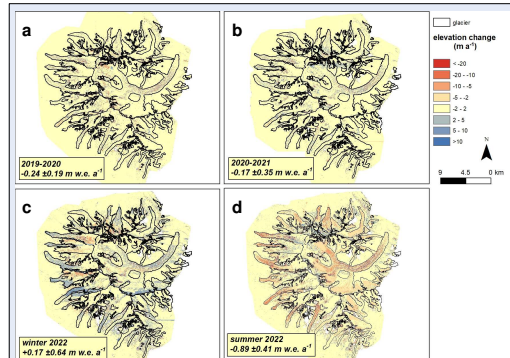 a
2019-2020
-0.24 ±0.19 m w.e. a⁻¹
b
2020-2021
-0.17 ±0.35 m w.e. a⁻¹
c
winter 2022
+0.17 ±0.64 m w.e. a⁻¹
d
summer 2022
-0.89 ±0.41 m w.e. a⁻¹
glacier
elevation change
(m a⁻¹)
< -20
-20 - -10
-10 - -5
-5 - -2
-2 - 2
2 - 5
5 - 10
>10
N
9 4.5 0 km